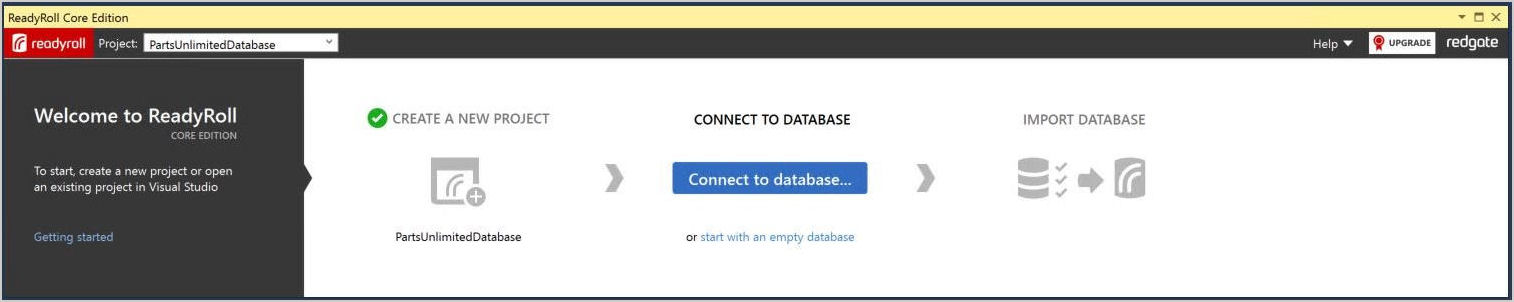 ReadyRoll Core Edition
readyroll Project: PartsUnlimitedDatabase Help UPGRADE redgate
Welcome to ReadyRoll
CORE EDITION
To start, create a new project or open
an existing project in Visual Studio
Getting started
CREATE A NEW PROJECT
PartsUnlimitedDatabase
CONNECT TO DATABASE
Connect to database...
or start with an empty database
IMPORT DATABASE